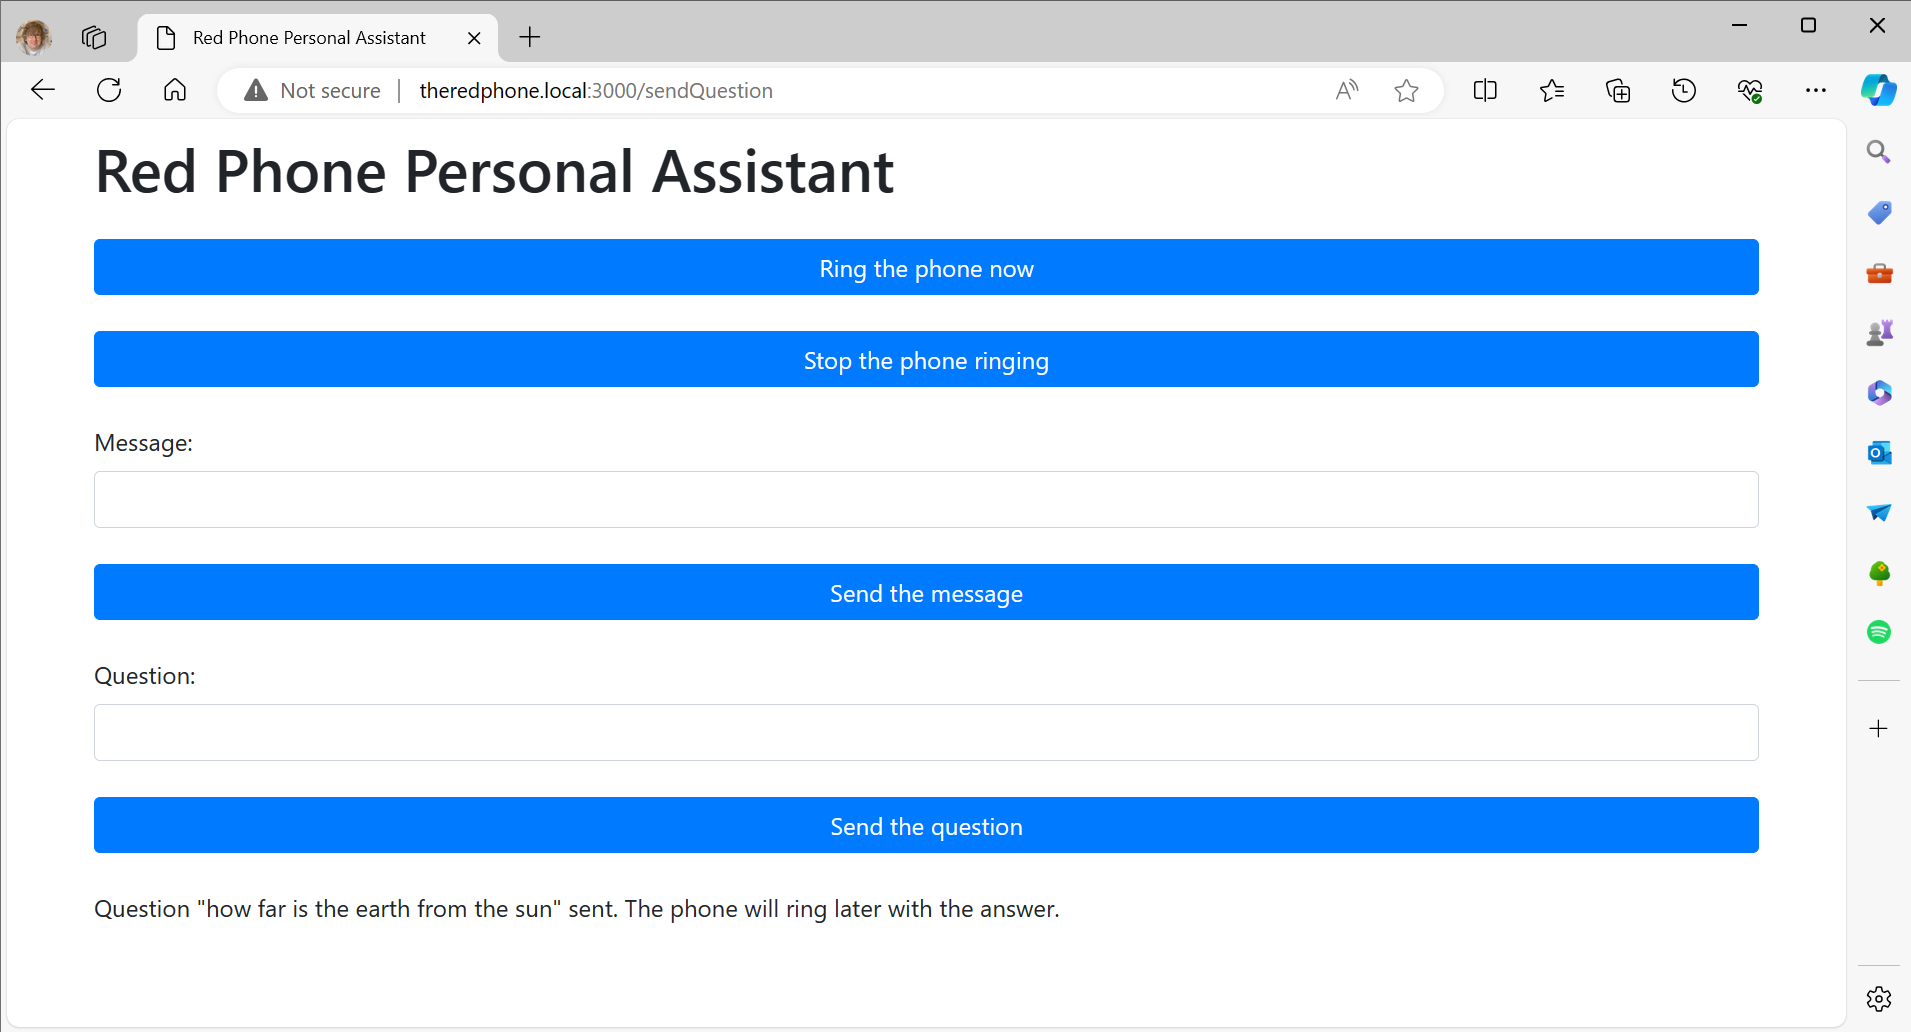 Red Phone Personal Assistant
Not secure | theredphone.local:3000/sendQuestion
Red Phone Personal Assistant
Ring the phone now
Stop the phone ringing
Message:
Send the message
Question:
Send the question
Question "how far is the earth from the sun" sent. The phone will ring later with the answer.